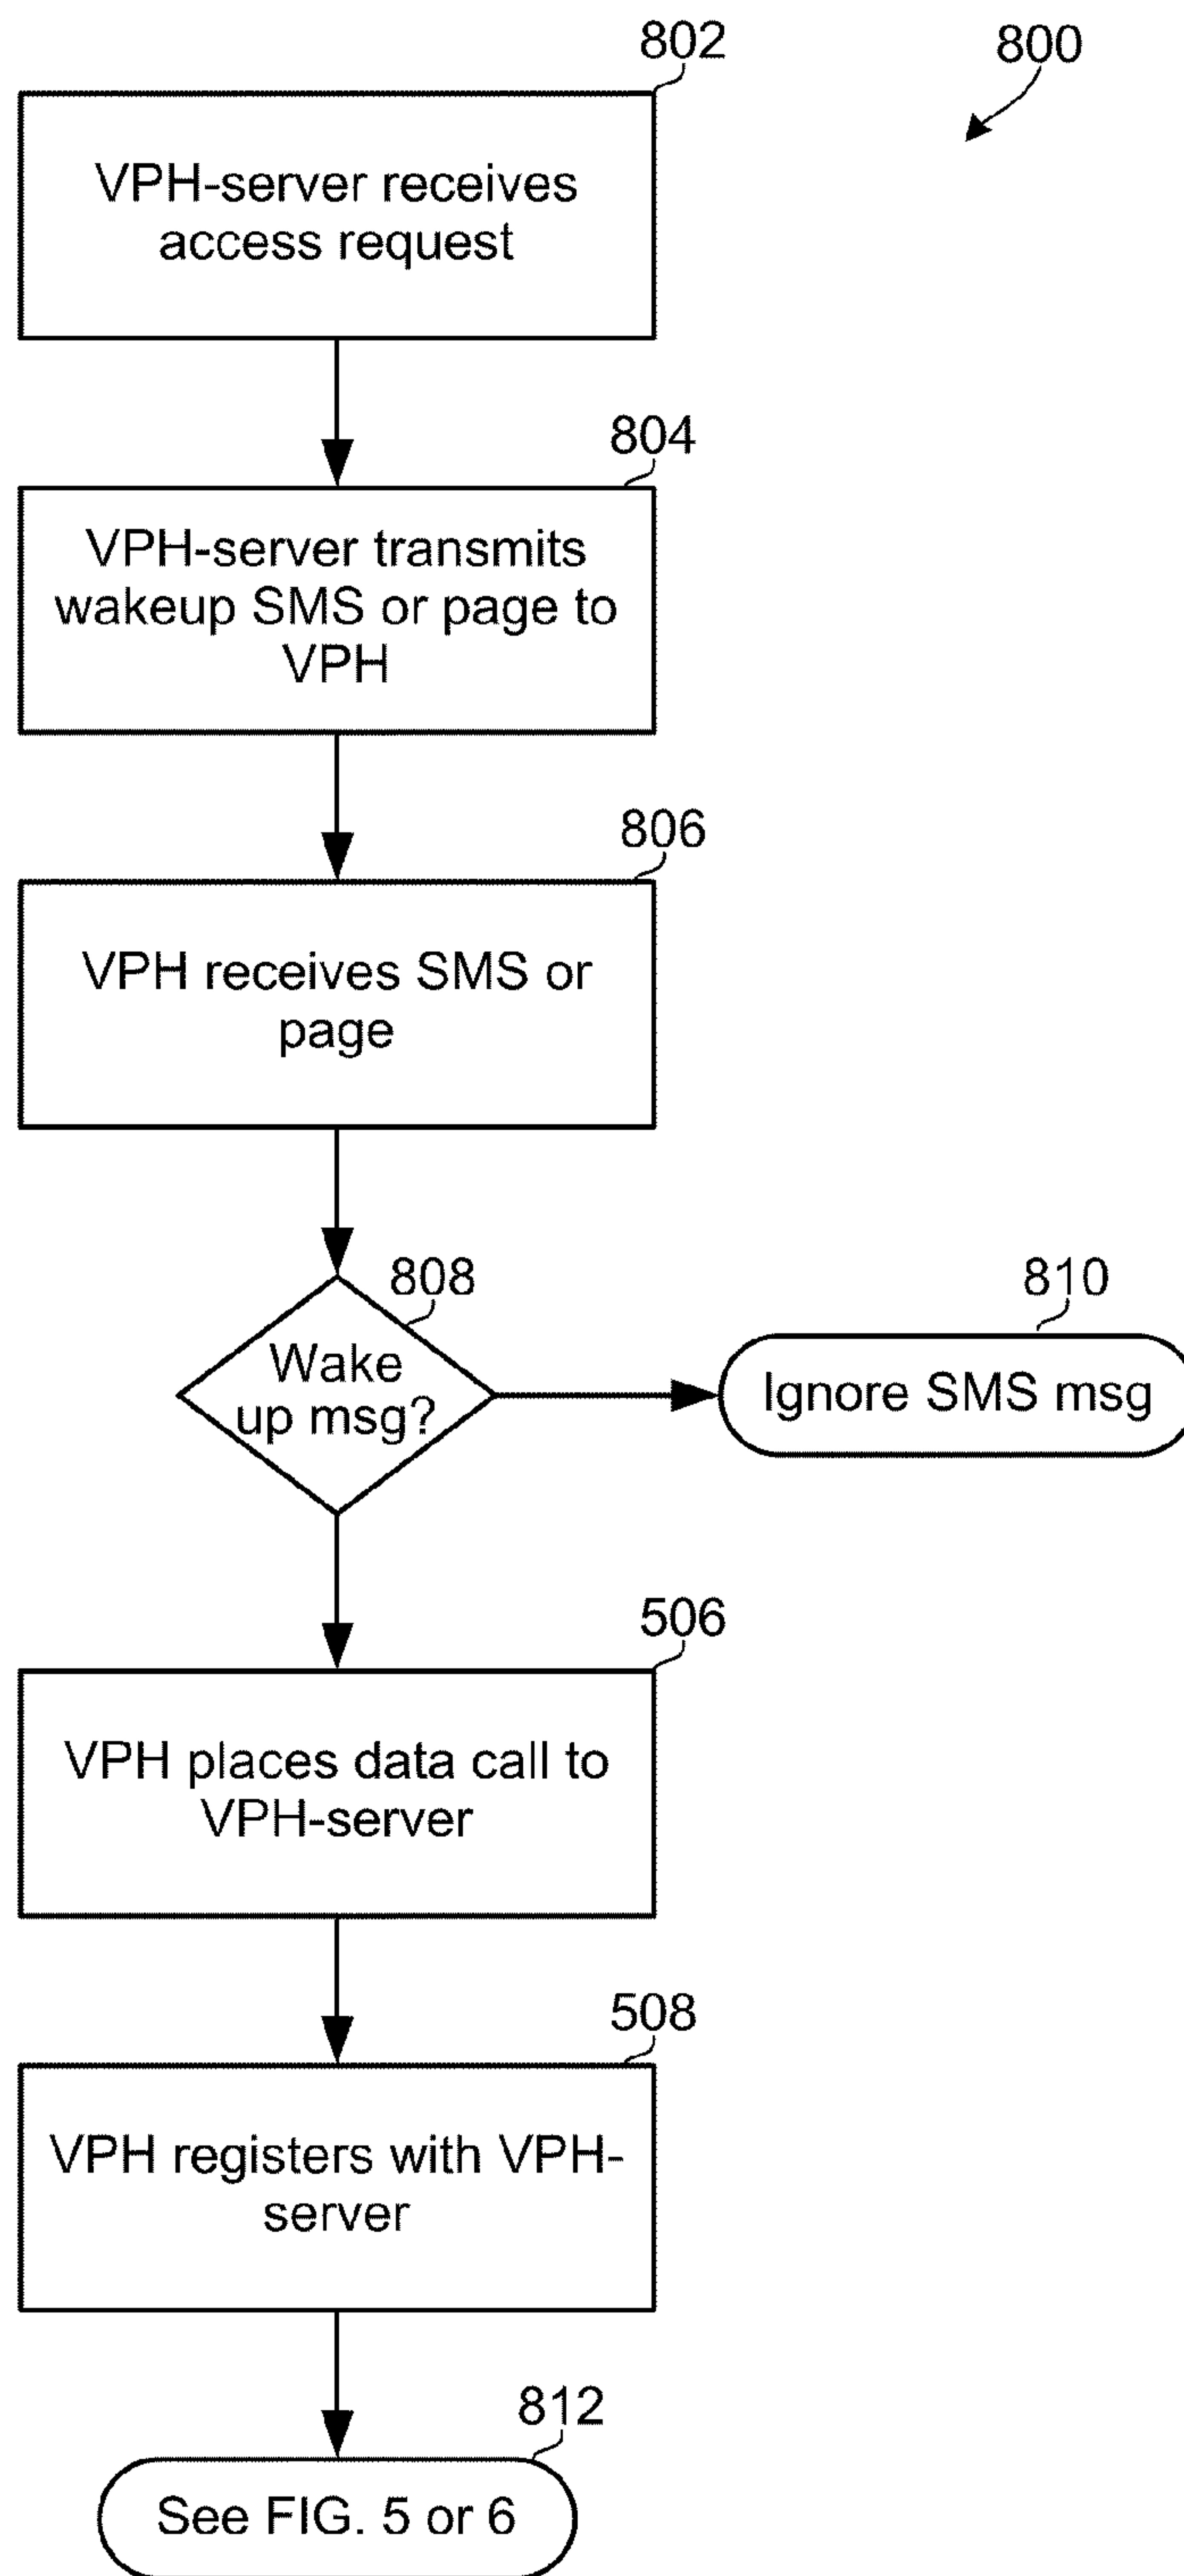 802
800
VPH-server receives
access request
804
VPH-server transmits
wakeup SMS or page to
VPH
806
VPH receives SMS or
page
808
Wake
up msg?
810
Ignore SMS msg
506
VPH places data call to
VPH-server
508
VPH registers with VPH-
server
812
See FIG. 5 or 6